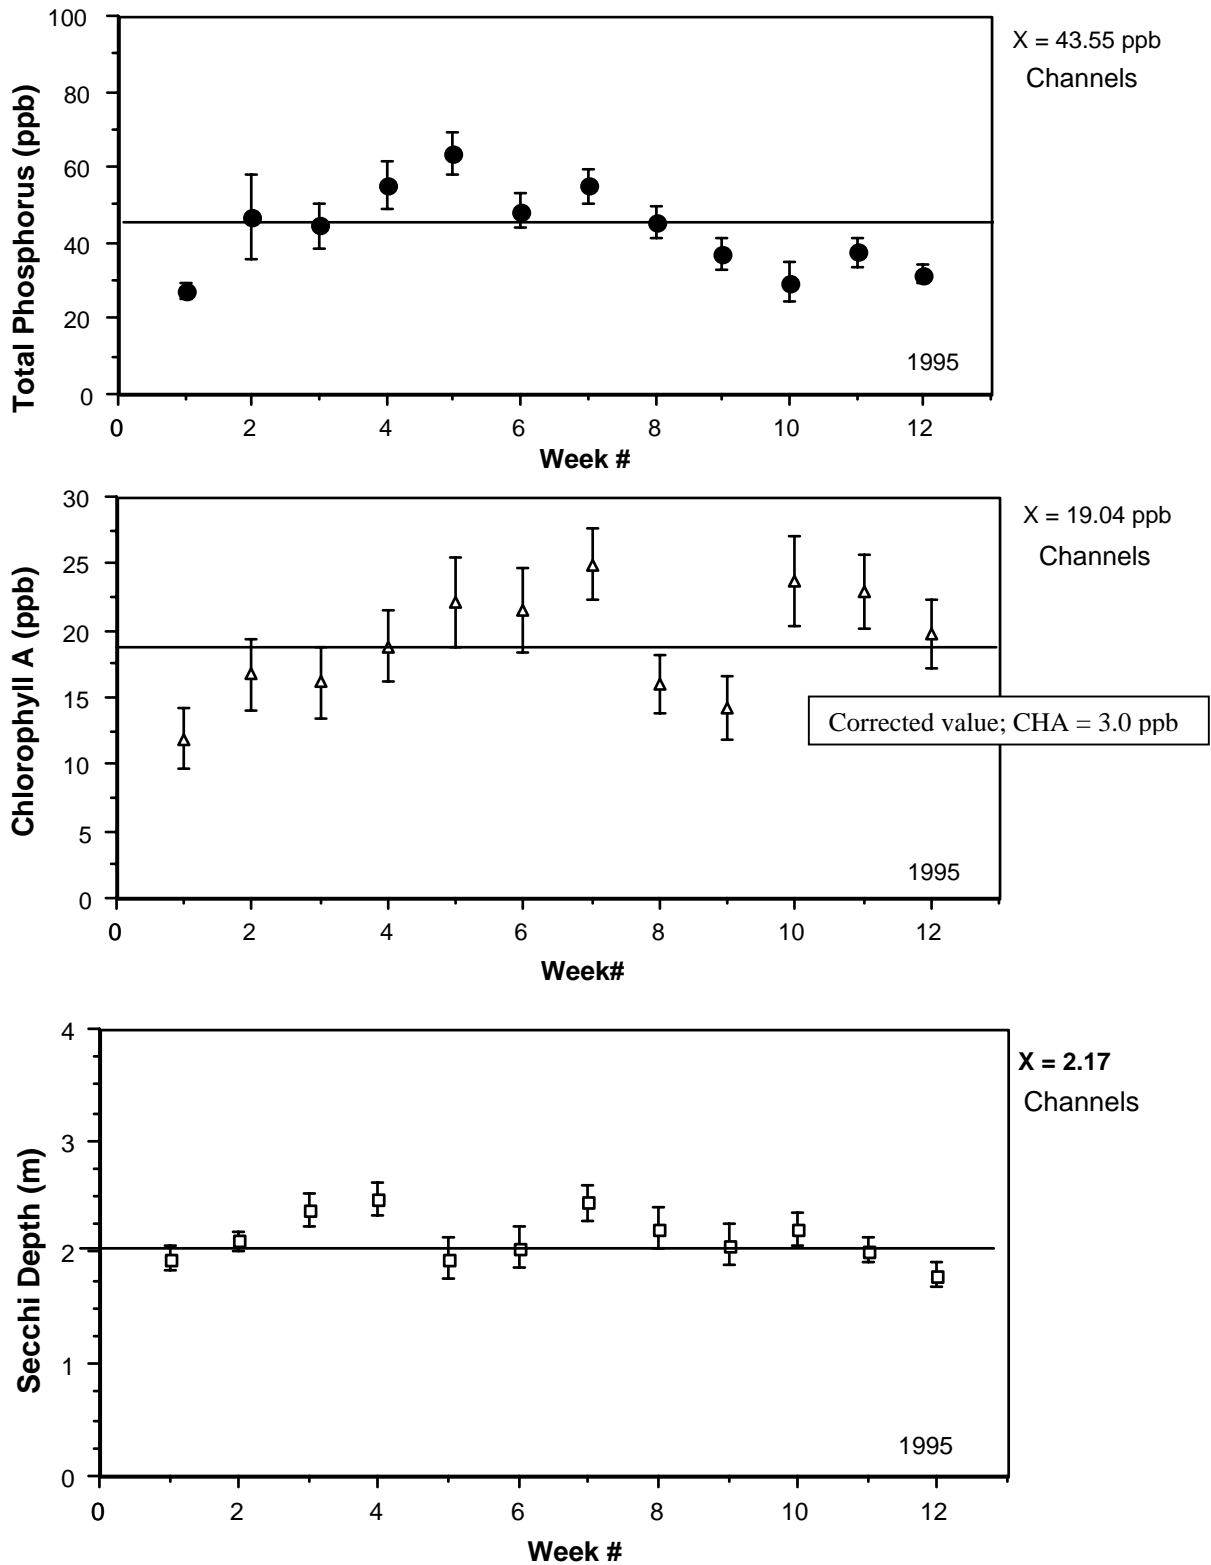 100
80
60
40
20
0
Total Phosphorus (ppb)
0 2 4 6 8 10 12
Week #
1995
X = 43.55 ppb
Channels
30
25
20
15
10
5
0
Chlorophyll A (ppb)
0 2 4 6 8 10 12
Week#
1995
X = 19.04 ppb
Channels
Corrected value; CHA = 3.0 ppb
4
3
2
1
0
Secchi Depth (m)
0 2 4 6 8 10 12
Week #
1995
X = 2.17
Channels